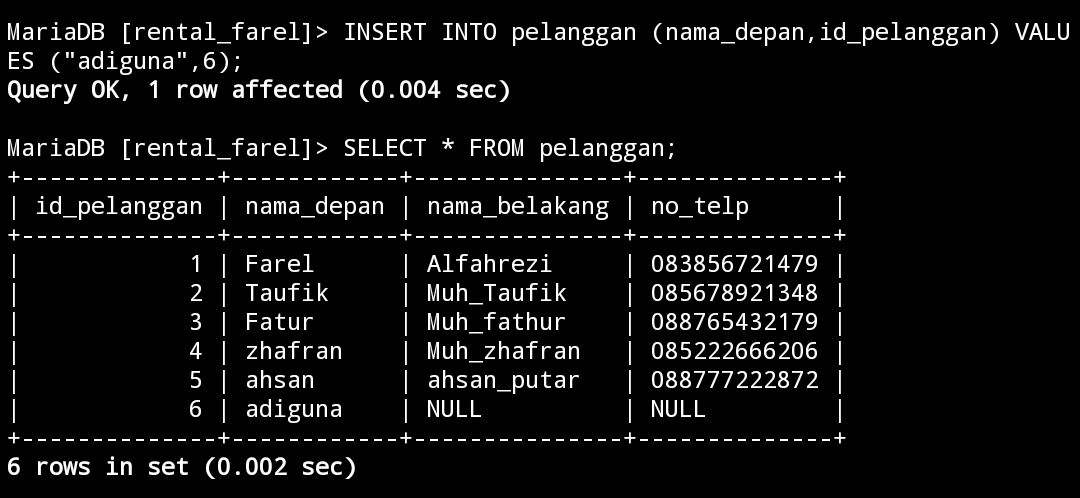 MariaDB [rental_farel]> INSERT INTO pelanggan (nama_depan,id_pelanggan) VALU
ES ("adiguna",6);
Query OK, 1 row affected (0.004 sec)
MariaDB [rental_farel]> SELECT * FROM pelanggan;
+--------------+------------+---------------+--------------+
| id_pelanggan | nama_depan | nama_belakang | no_telp      |
+--------------+------------+---------------+--------------+
|            1 | Farel      | Alfahrezi     | 083856721479 |
|            2 | Taufik     | Muh_Taufik    | 085678921348 |
|            3 | Fatur      | Muh_fathur    | 088765432179 |
|            4 | zhafran    | Muh_zhafran   | 085222666206 |
|            5 | ahsan      | ahsan_putar   | 088777222872 |
|            6 | adiguna    | NULL          | NULL         |
+--------------+------------+---------------+--------------+
6 rows in set (0.002 sec)